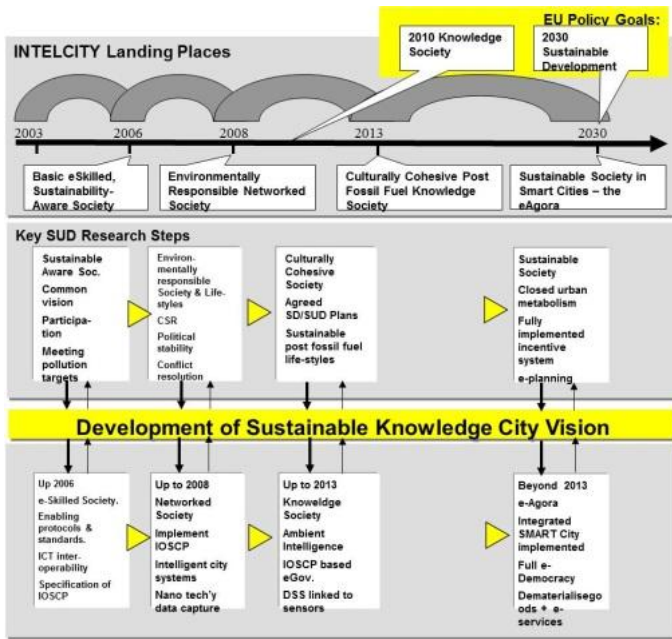 EU Policy Goals:
INTELCITY Landing Places
2010 Knowledge
Society
2030
Sustainable
Development
2003
2006
2008
2013
2030
Basic eSkilled,
Sustainability-
Aware Society
Environmentally
Responsible Networked
Society
Culturally Cohesive Post
Fossil Fuel Knowledge
Society
Sustainable Society in
Smart Cities – the
eAgora
Key SUD Research Steps
Sustainable
Aware Soc.
Common
vision
Participa-
tion
Meeting
pollution
targets
Environ-
mentally
responsible
Society & Life-
styles
CSR
Political
stability
Conflict
resolution
Culturally
Cohesive
Society
Agreed
SD/SUD Plans
Sustainable
post fossil fuel
life-styles
Sustainable
Society
Closed urban
metabolism
Fully
implemented
incentive
system
e-planning
Development of Sustainable Knowledge City Vision
Up 2006
e-Skilled Society.
Enabling
protocols &
standards.
ICT inter-
operability
Specification of
IOSCP
Up to 2008
Networked
Society
Implement
IOSCP
Intelligent city
systems
Nano tech'y
data capture
Up to 2013
Knoweldge
Society
Ambient
Intelligence
IOSCP based
eGov.
DSS linked to
sensors
Beyond 2013
e-Agora
Integrated
SMART City
implemented
Full e-
Democracy
Dematerialisego
ods + e-
services